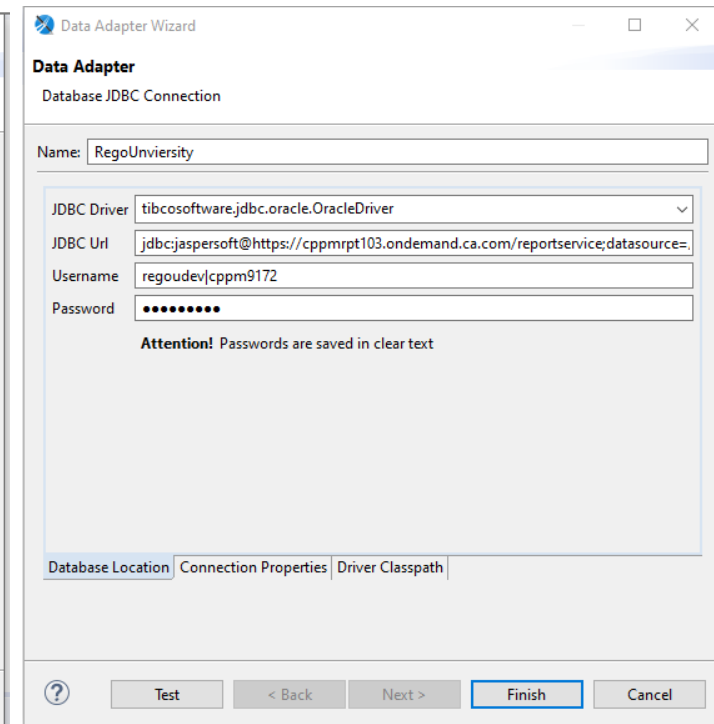 Data Adapter Wizard
Data Adapter
Database JDBC Connection
Name: RegoUnviersity
JDBC Driver tibcosoftware.jdbc.oracle.OracleDriver
JDBC Url jdbc:jaspersoft@https://cppmrpt103.ondemand.ca.com/reportservice;datasource=
Username regoudev|cppm9172
Password ●●●●●●●●●
Attention! Passwords are saved in clear text
Database Location Connection Properties Driver Classpath
? Test < Back Next > Finish Cancel